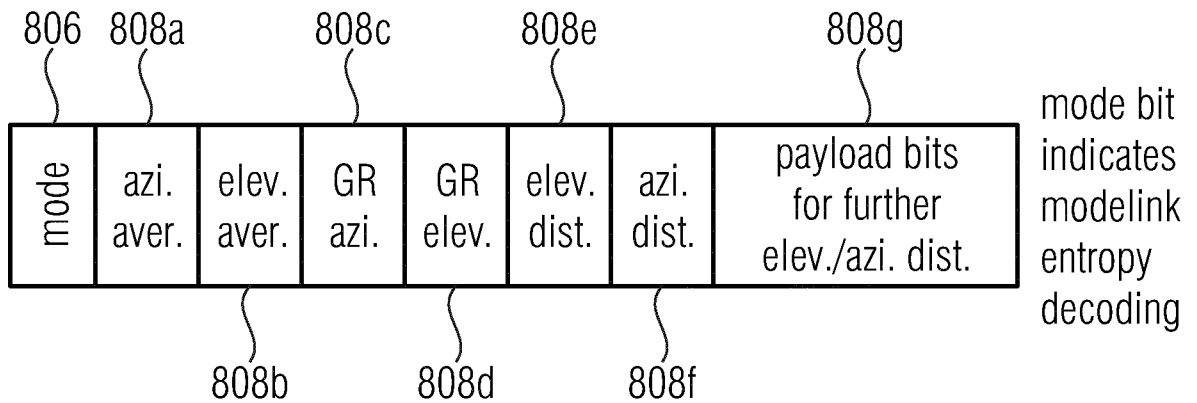 806 808a 808c 808e 808g
mode
azi.
aver.
elev.
aver.
GR
azi.
GR
elev.
elev.
dist.
azi.
dist.
payload bits
for further
elev./azi. dist.
mode bit
indicates
modelink
entropy
decoding
808b 808d 808f